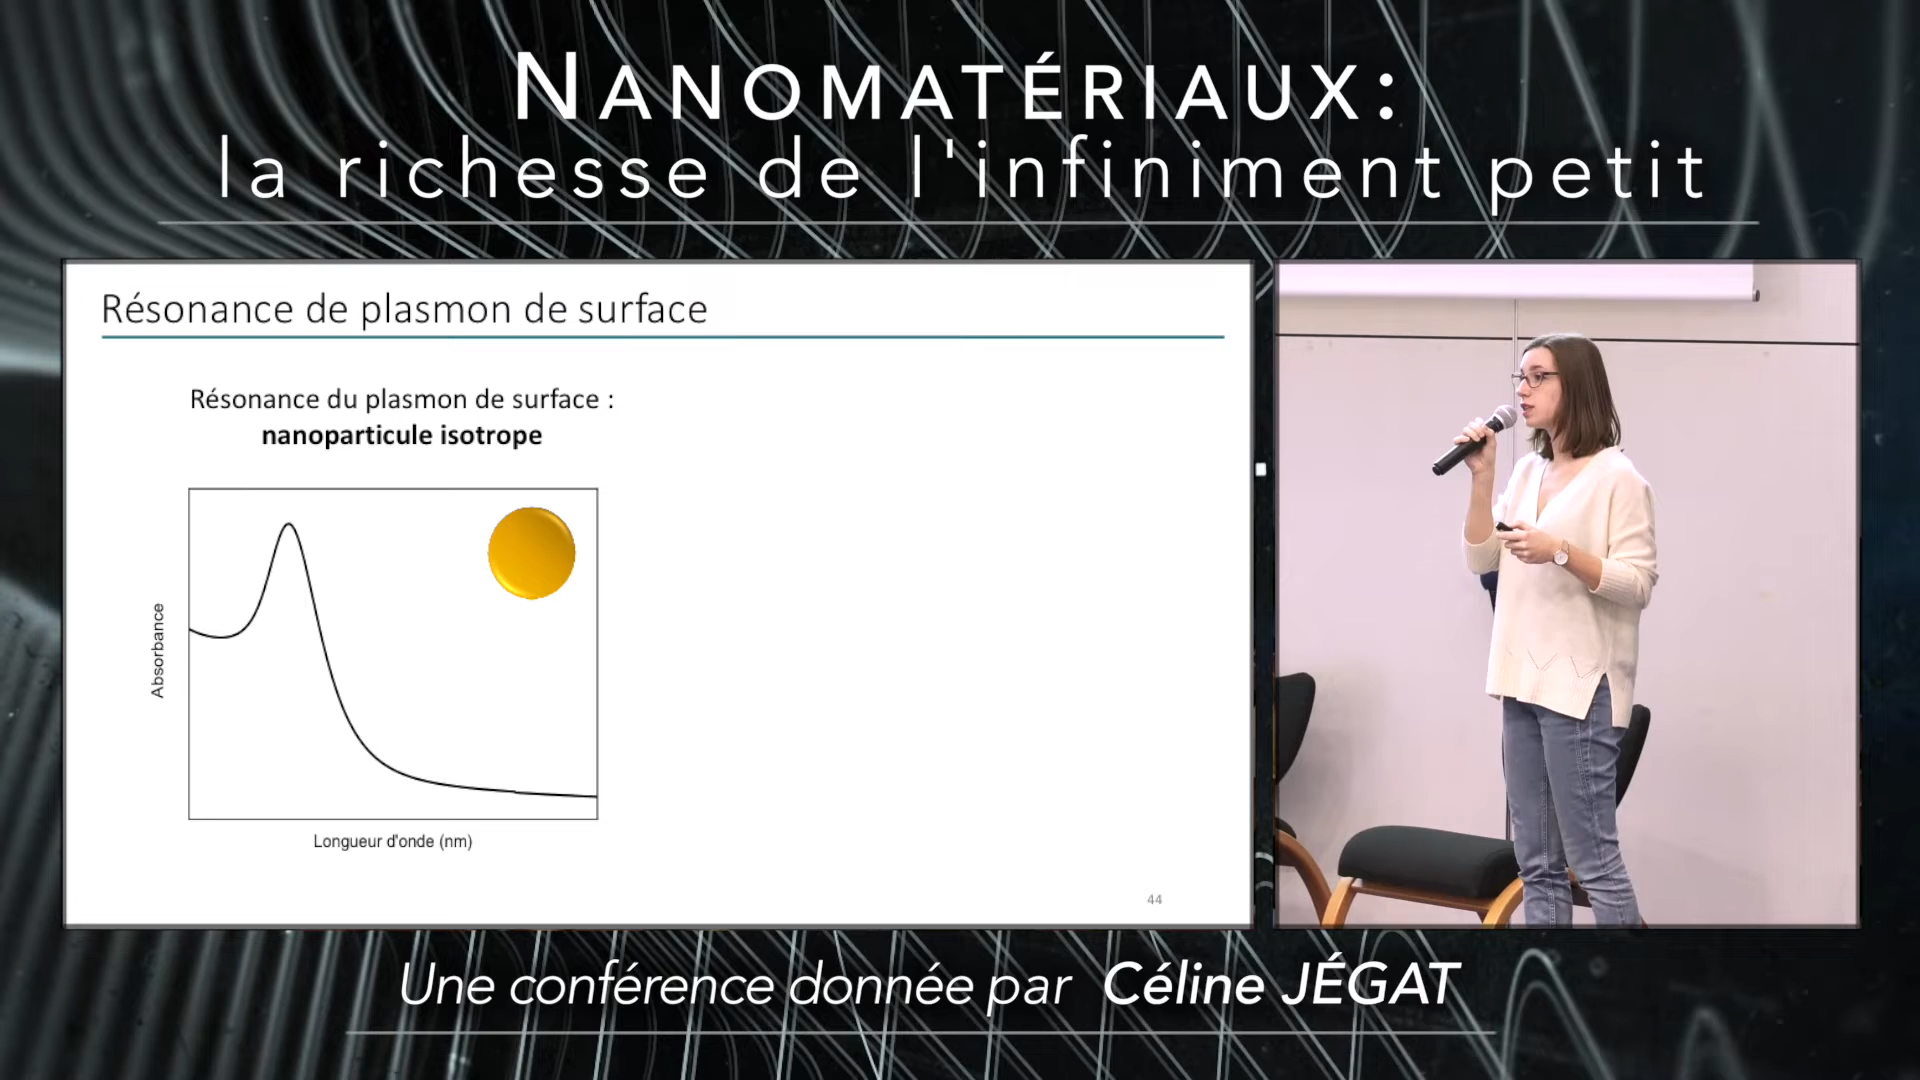 NANOMATÉRIAUX:
la richesse de l'infiniment petit
Résonance de plasmon de surface
Résonance du plasmon de surface :
nanoparticule isotrope
Absorbance
Longueur d'onde (nm)
44
Une conférence donnée par Céline JÉGAT